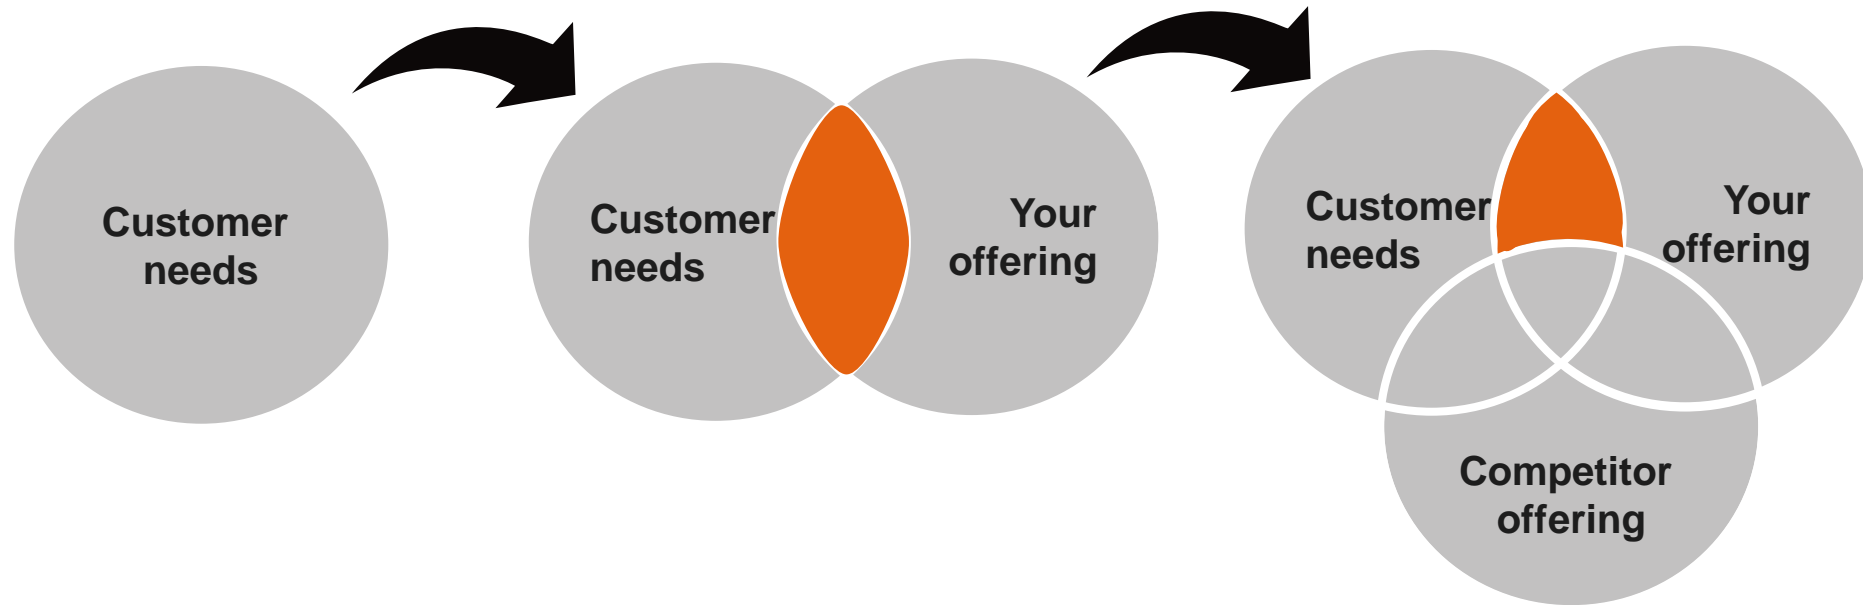 Customer
needs
Customer
needs
Your
offering
Customer
needs
Your
offering
Competitor
offering